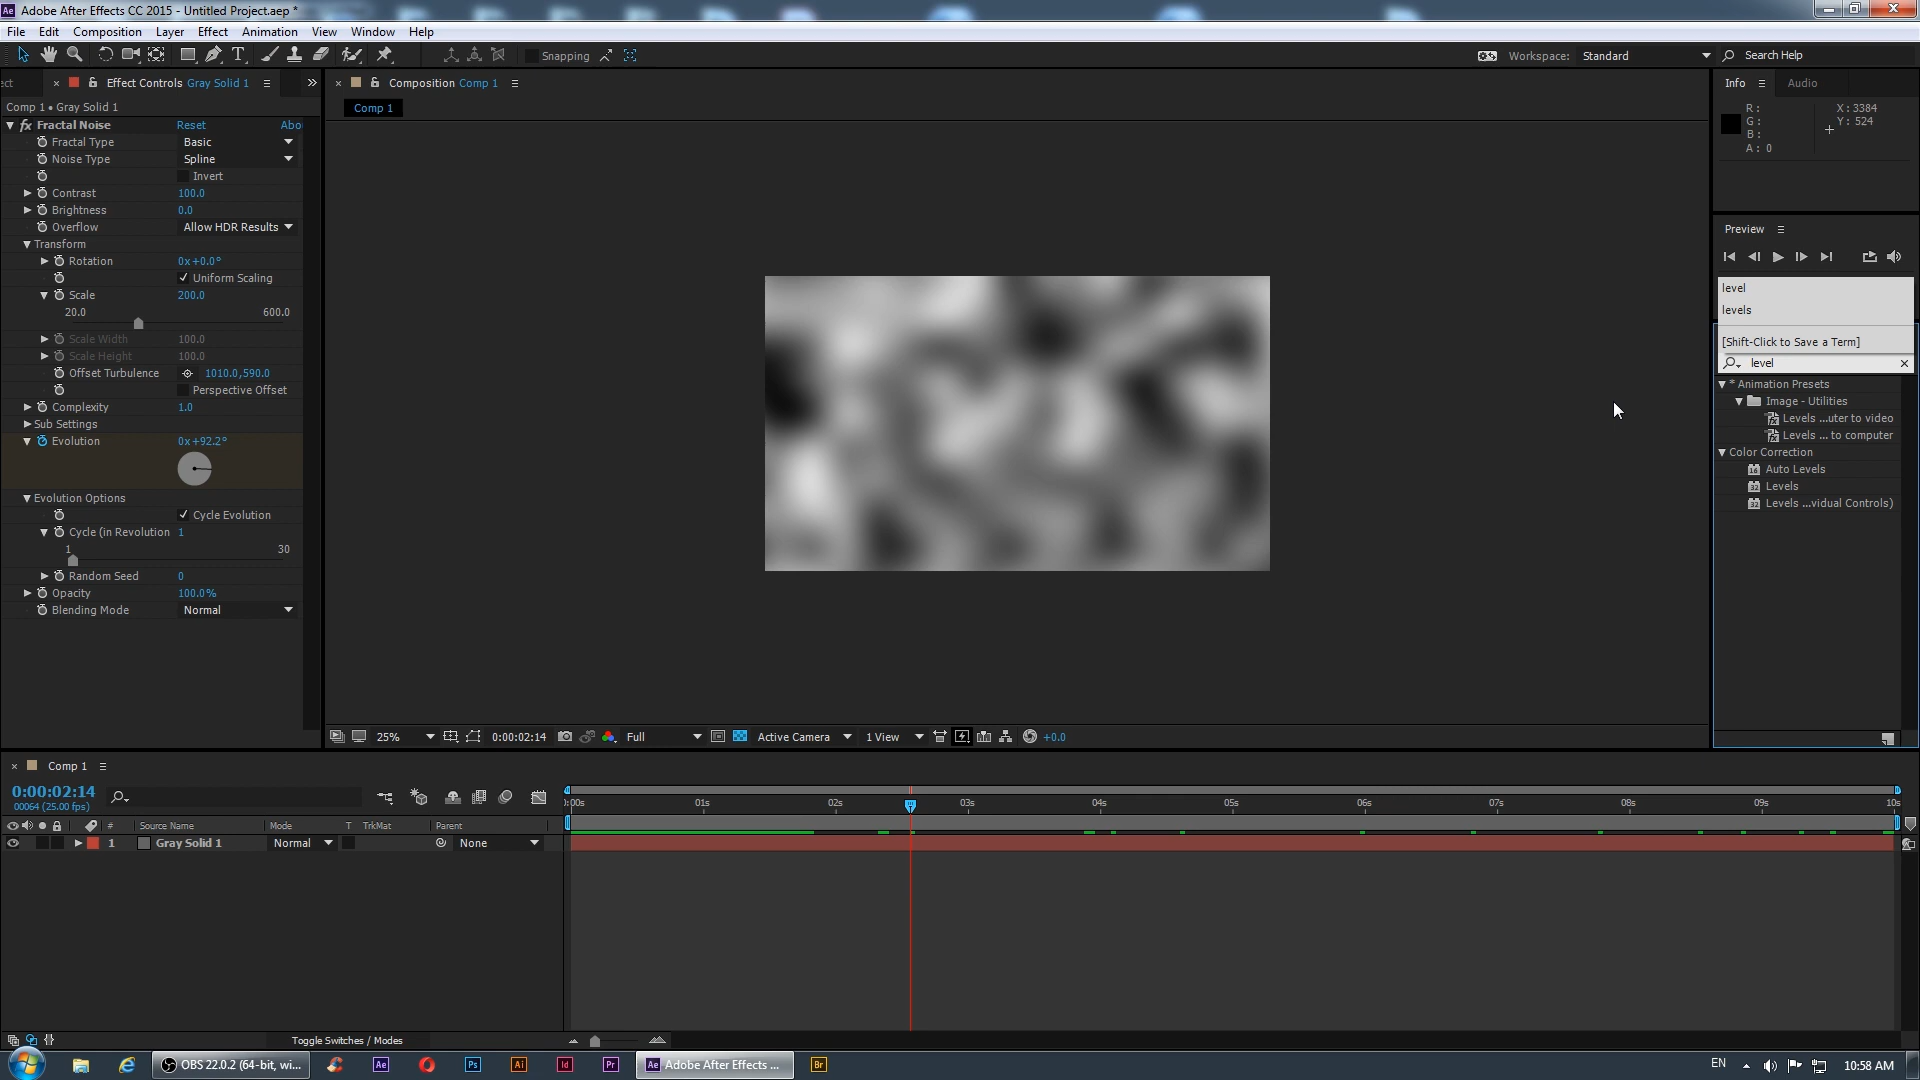 Adobe After Effects CC 2015 - Untitled Project.aep *
File Edit Composition Layer Effect Animation View Window Help
Snapping
Workspace: Standard
Search Help
ect
Effect Controls Gray Solid 1
Composition Comp 1
Info Audio
Comp 1 • Gray Solid 1
Comp 1
R: X: 3384
G: Y: 524
B:
A: 0
fx Fractal Noise Reset Abo
Fractal Type Basic
Noise Type Spline
Invert
Contrast 100.0
Brightness 0.0
Overflow Allow HDR Results
Transform
Rotation 0x+0.0°
Uniform Scaling
Scale 200.0
20.0 600.0
Scale Width 100.0
Scale Height 100.0
Offset Turbulence 1010.0,590.0
Perspective Offset
Complexity 1.0
Sub Settings
Evolution 0x+92.2°
Evolution Options
Cycle Evolution
Cycle (in Revolution 1
1 30
Random Seed 0
Opacity 100.0%
Blending Mode Normal
Preview
level
levels
[Shift-Click to Save a Term]
level
* Animation Presets
Image - Utilities
Levels ...uter to video
Levels ... to computer
Color Correction
Auto Levels
Levels
Levels ...vidual Controls)
25% 0:00:02:14 Full Active Camera 1 View +0.0
Comp 1
0:00:02:14
00064 (25.00 fps)
):00s 01s 02s 03s 04s 05s 06s 07s 08s 09s 10s
# Source Name Mode T TrkMat Parent
1 Gray Solid 1 Normal None
Toggle Switches / Modes
OBS 22.0.2 (64-bit, wi...
Ae Ps Ai Id Pr
Ae Adobe After Effects ...
Br
EN 10:58 AM